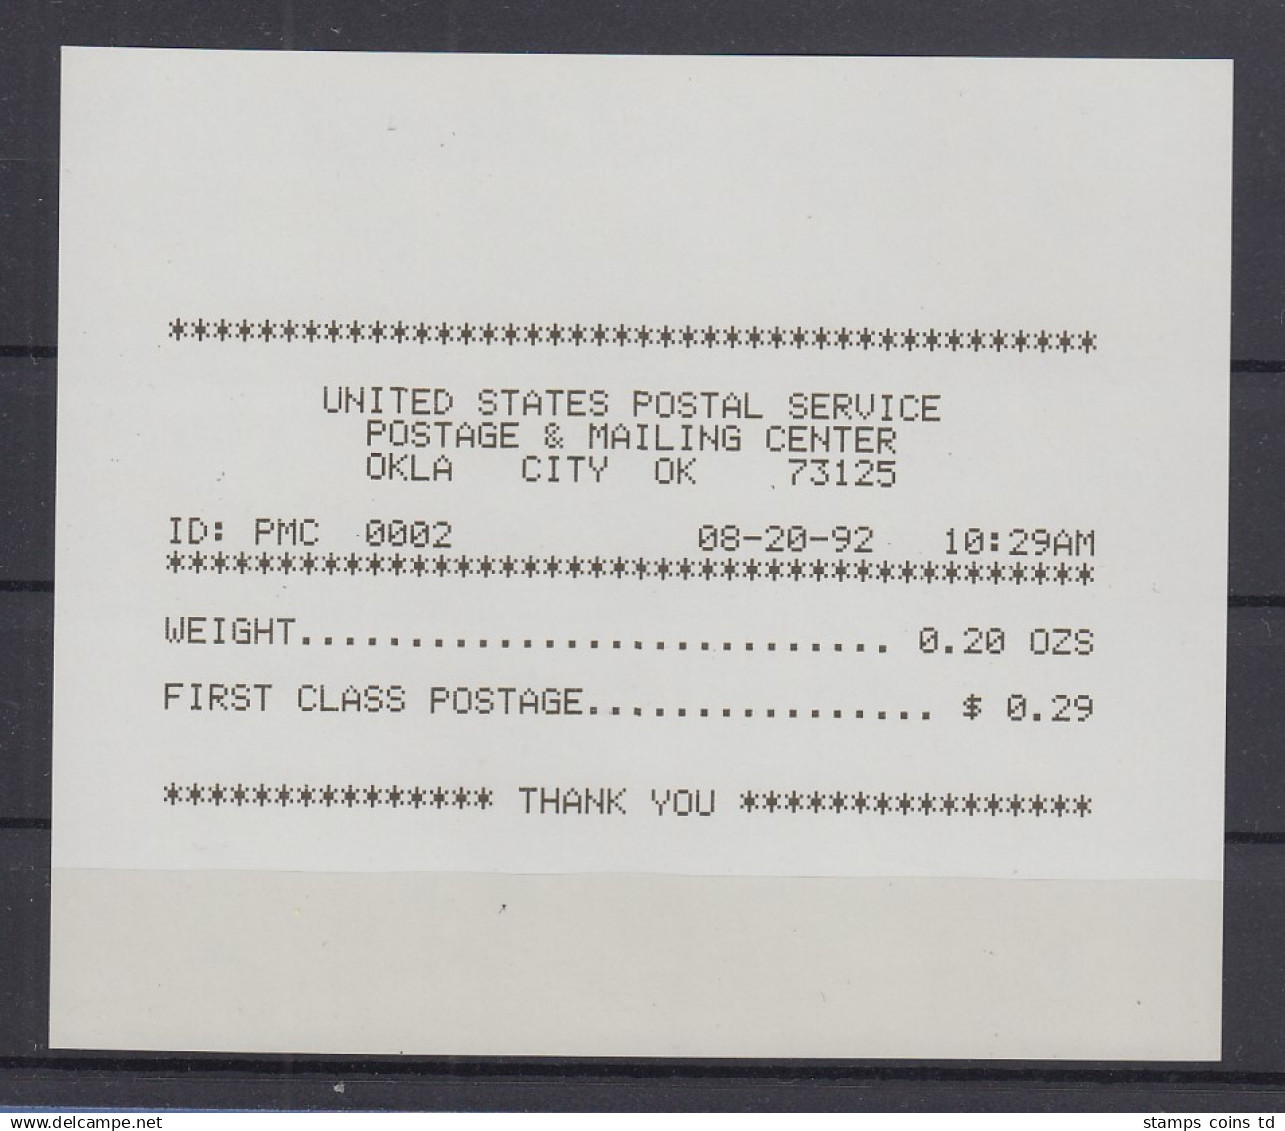 ******************************************
UNITED STATES POSTAL SERVICE
POSTAGE & MAILING CENTER
OKLA CITY OK 73125
ID: PMC 0002 08-20-92 10:29AM
******************************************
WEIGHT........................... 0.20 OZS
FIRST CLASS POSTAGE................ $ 0.29
*************** THANK YOU ****************
www.delcampe.net
stamps coins td